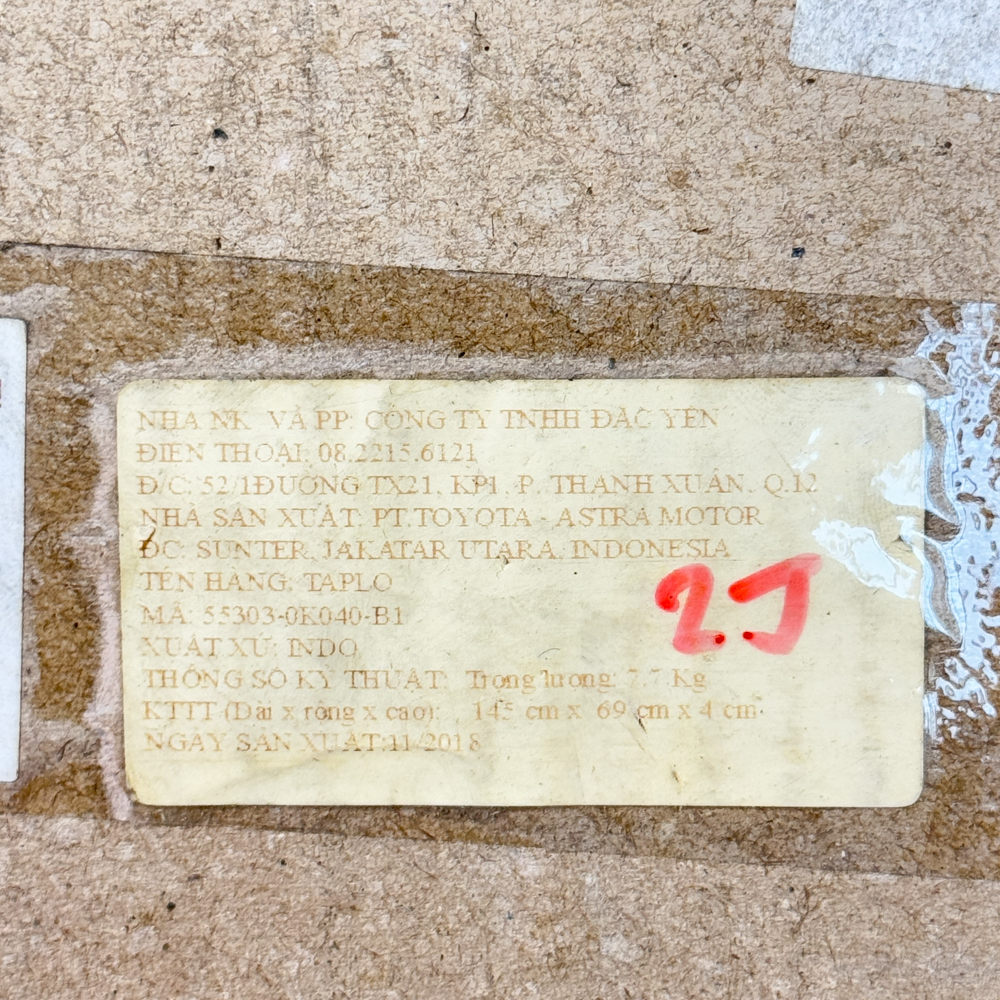 NHÀ NK VÀ PP: CÔNG TY TNHH ĐẮC YẾN
ĐIỆN THOẠI: 08.2215.6121
Đ/C: 52/1ĐƯỜNG TX21, KP1, P. THẠNH XUÂN, Q.12
NHÀ SẢN XUẤT: PT.TOYOTA - ASTRA MOTOR
ĐC: SUNTER, JAKATAR UTARA, INDONESIA
TÊN HÀNG: TAPLO
MÃ: 55303-0K040-B1
XUẤT XỨ: INDO
THÔNG SỐ KỸ THUẬT: Trọng lượng: 7.7 Kg
KTTT (Dài x rộng x cao): 145 cm x 69 cm x 4 cm
NGÀY SẢN XUẤT:11/2018